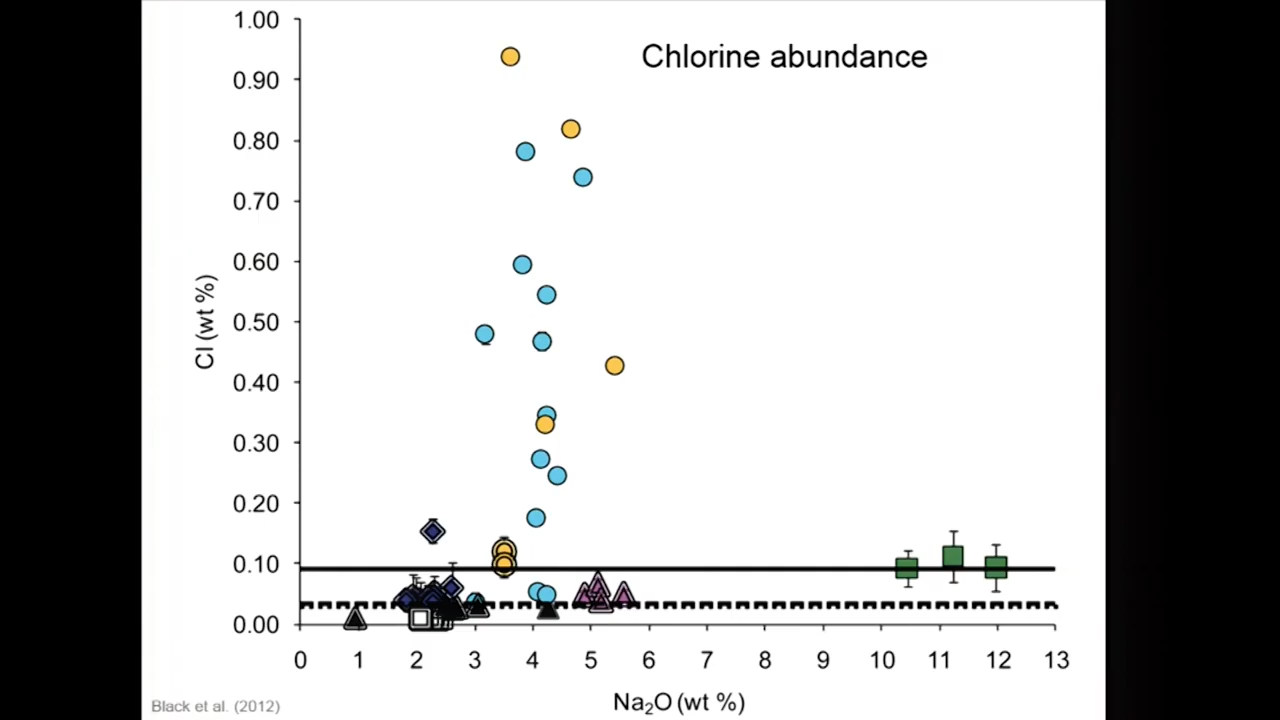 Chlorine abundance
1.00
0.90
0.80
0.70
0.60
0.50
0.40
0.30
0.20
0.10
0.00
Cl (wt %)
0 1 2 3 4 5 6 7 8 9 10 11 12 13
Na₂O (wt %)
Black et al. (2012)